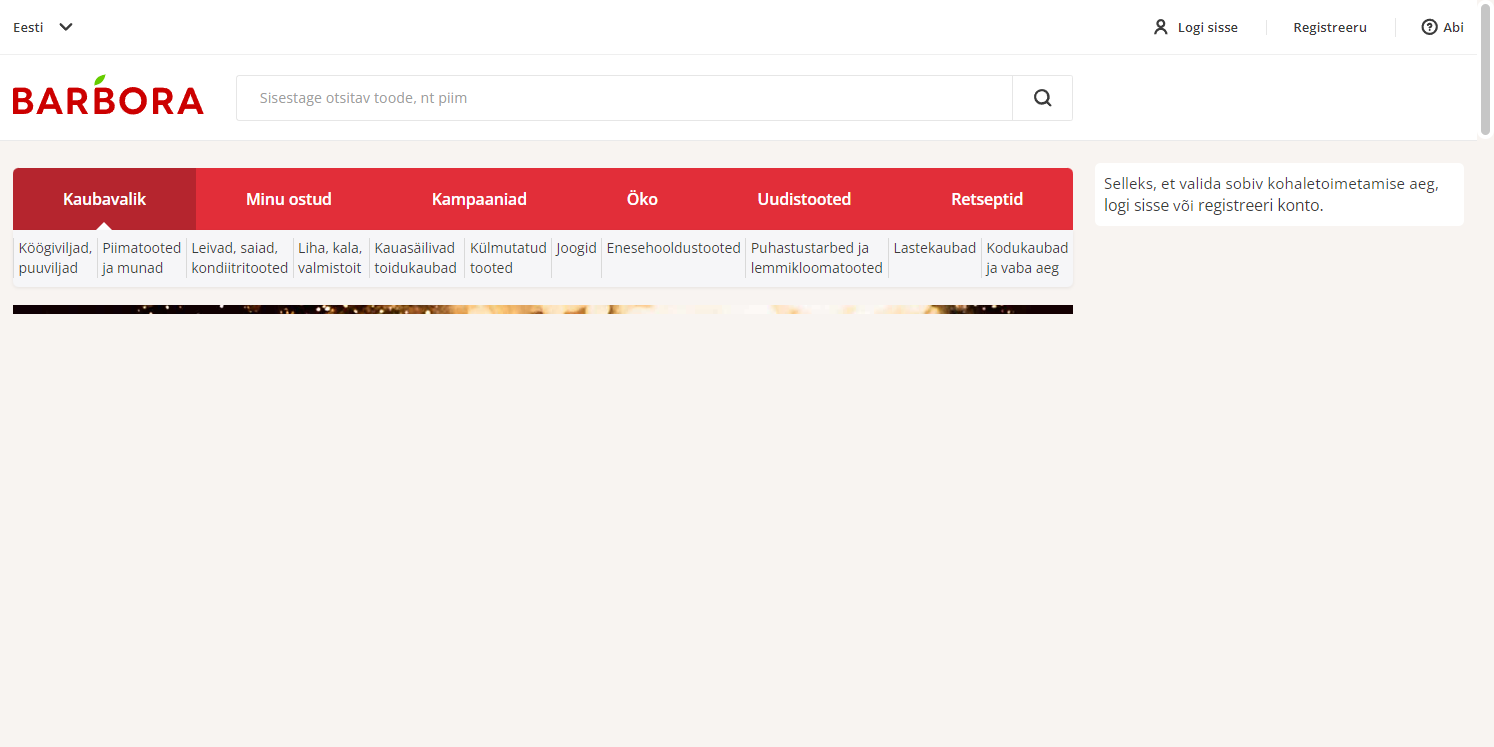 Eesti
Logi sisse
Registreeru
Abi
BARBORA
Sisestage otsitav toode, nt piim
Kaubavalik
Minu ostud
Kampaaniad
Öko
Uudistooted
Retseptid
Köögiviljad,
puuviljad
Piimatooted
ja munad
Leivad, saiad,
kondiitritooted
Liha, kala,
valmistoit
Kauasäilivad
toidukaubad
Külmutatud
tooted
Joogid
Enesehooldustooted
Puhastustarbed ja
lemmikloomatooted
Lastekaubad
Kodukaubad
ja vaba aeg
Selleks, et valida sobiv kohaletoimetamise aeg,
logi sisse või registreeri konto.